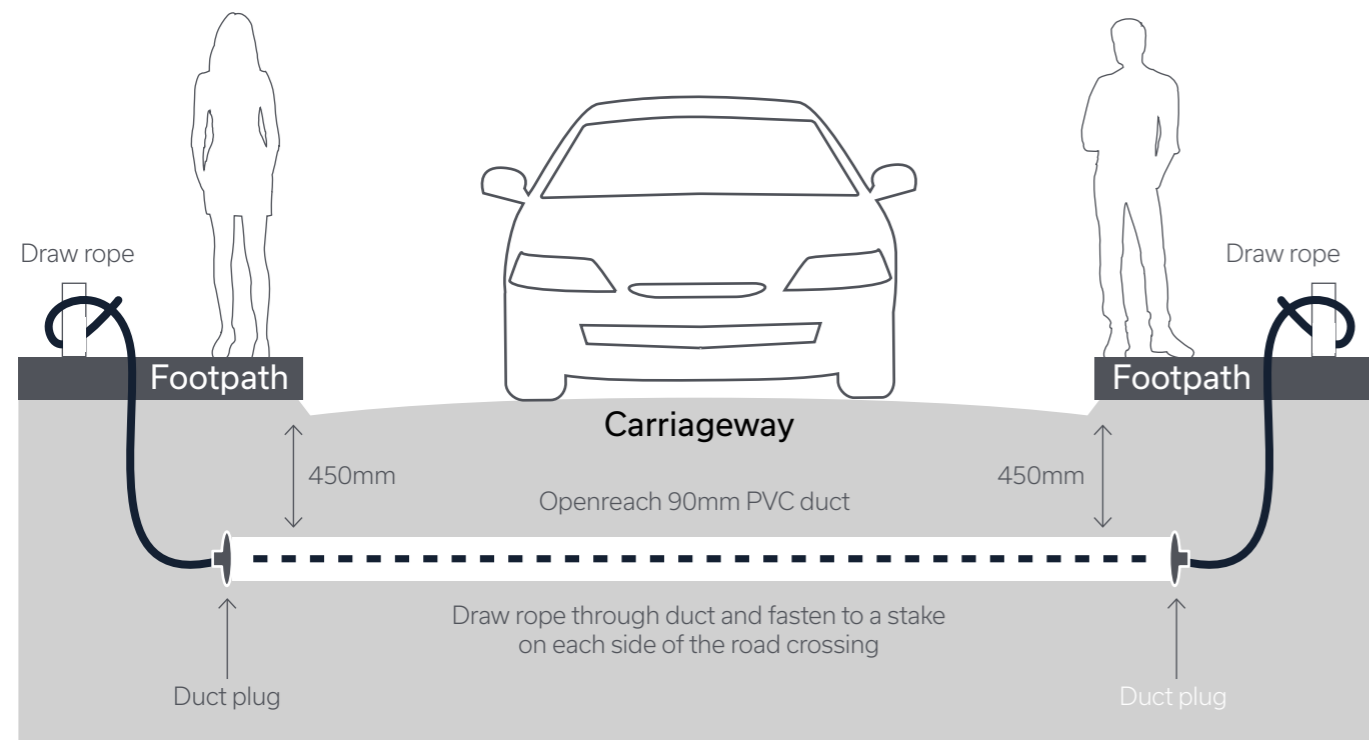 Draw rope
Draw rope
Footpath
Footpath
Carriageway
450mm
450mm
Openreach 90mm PVC duct
Draw rope through duct and fasten to a stake
on each side of the road crossing
Duct plug
Duct plug